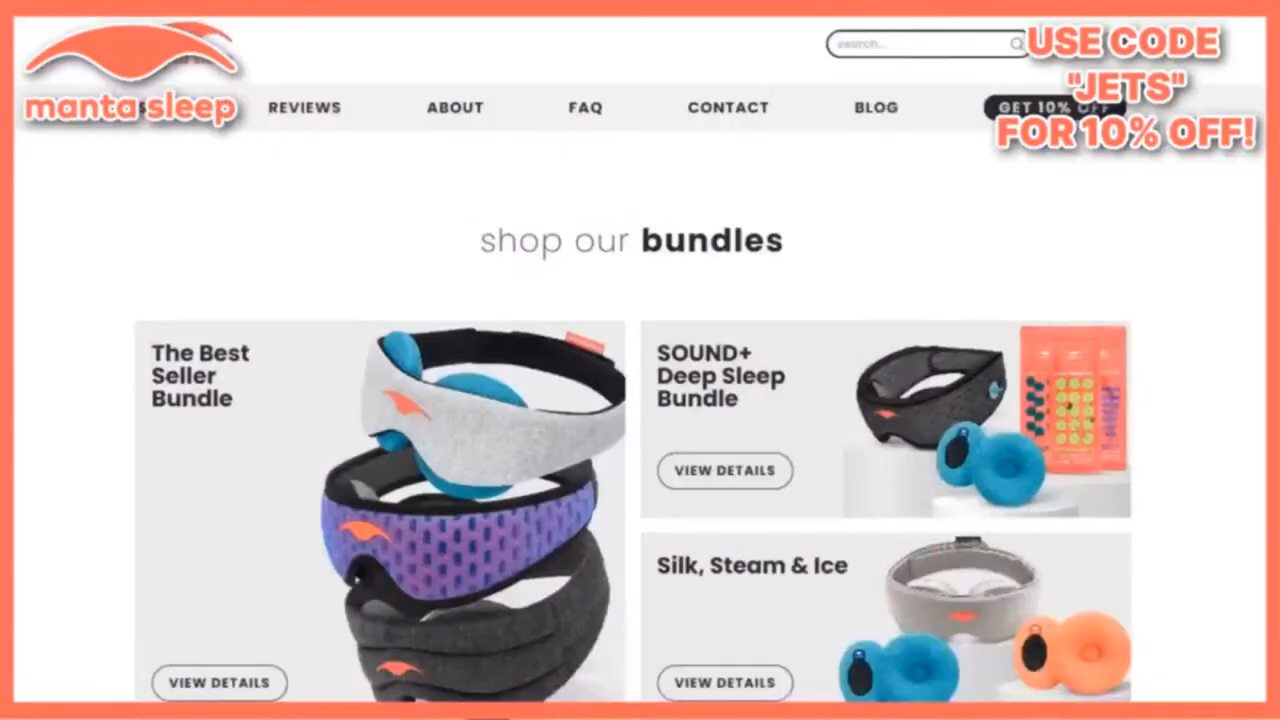 manta sleep
search...
USE CODE
"JETS"
FOR 10% OFF!
REVIEWS
ABOUT
FAQ
CONTACT
BLOG
GET 10% OFF
shop our bundles
The Best
Seller
Bundle
VIEW DETAILS
SOUND+
Deep Sleep
Bundle
VIEW DETAILS
Silk, Steam & Ice
VIEW DETAILS